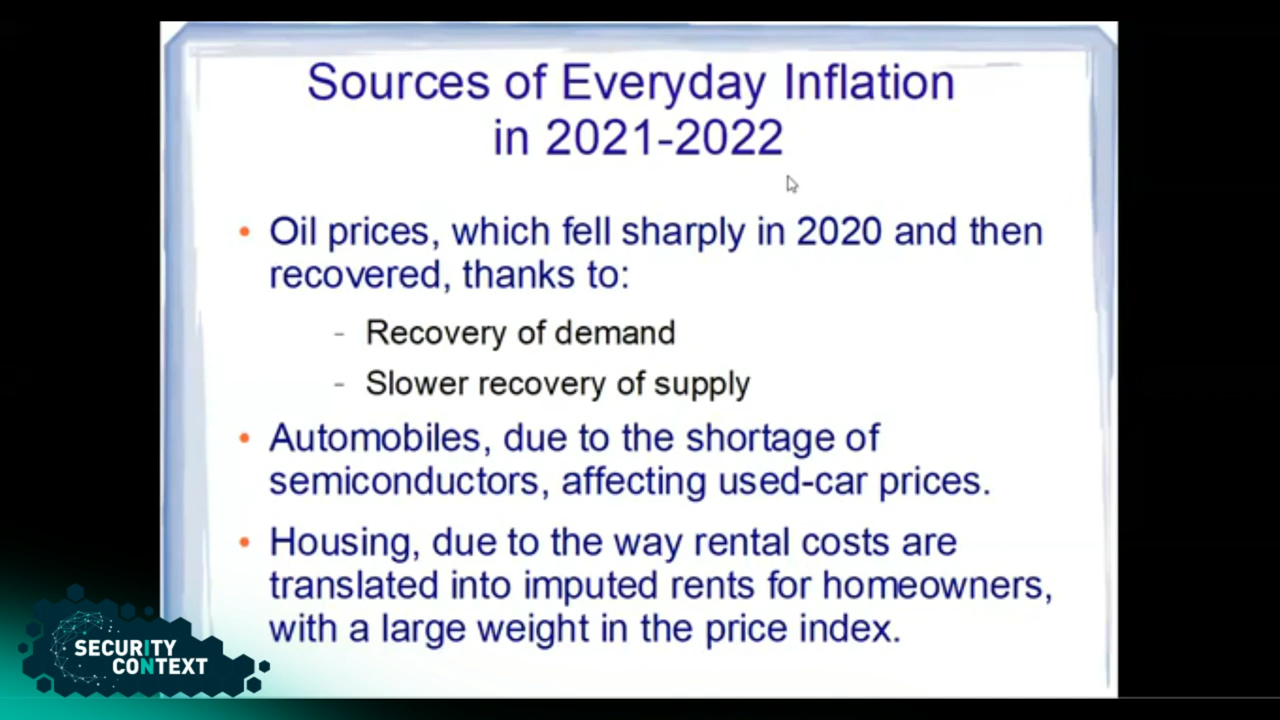 Sources of Everyday Inflation
in 2021-2022
• Oil prices, which fell sharply in 2020 and then
recovered, thanks to:
- Recovery of demand
- Slower recovery of supply
• Automobiles, due to the shortage of
semiconductors, affecting used-car prices.
• Housing, due to the way rental costs are
translated into imputed rents for homeowners,
with a large weight in the price index.
SECURITY
CONTEXT